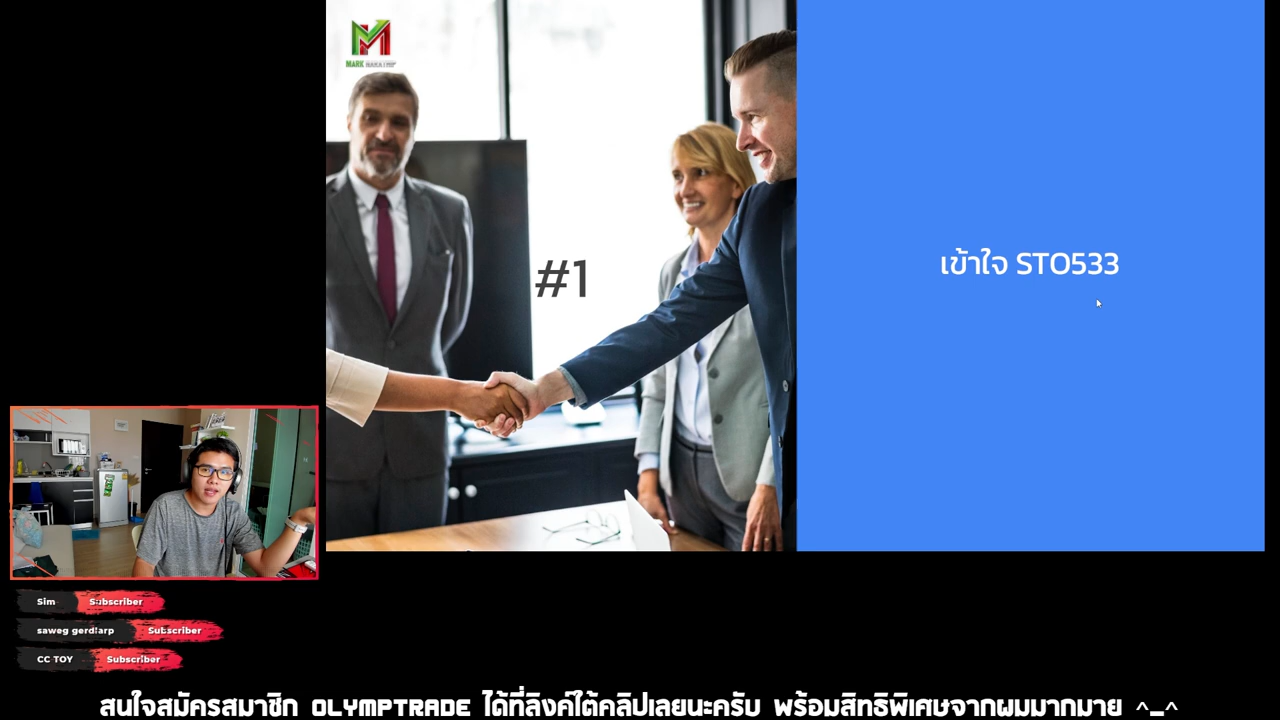 MARK
#1
เข้าใจ STO533
Sim Subscriber
saweg gerdlarp Subscriber
CC TOY Subscriber
สนใจสมัครสมาชิก OLYMPTRADE ได้ที่ลิงค์ใต้คลิปเลยนะครับ พร้อมสิทธิพิเศษจากผมมากมาย ^_^